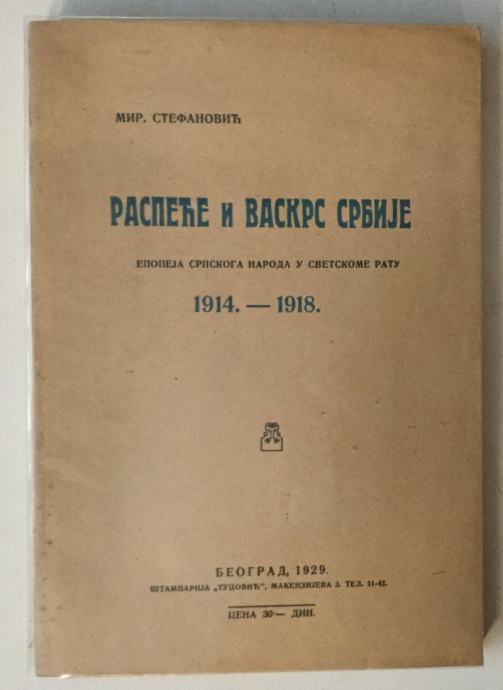 МИР. СТЕФАНОВИЋ
РАСПЕЋЕ И ВАСКРС СРБИЈЕ
ЕПОПЕЈА СРПСКОГА НАРОДА У СВЕТСКОМЕ РАТУ
1914. — 1918.
БЕОГРАД, 1929.
ШТАМПАРИЈА „ТУЦОВИЋ", МАКЕНЗИЈЕВА 3. ТЕЛ. 11-42.
ЦЕНА 30·— ДИН.